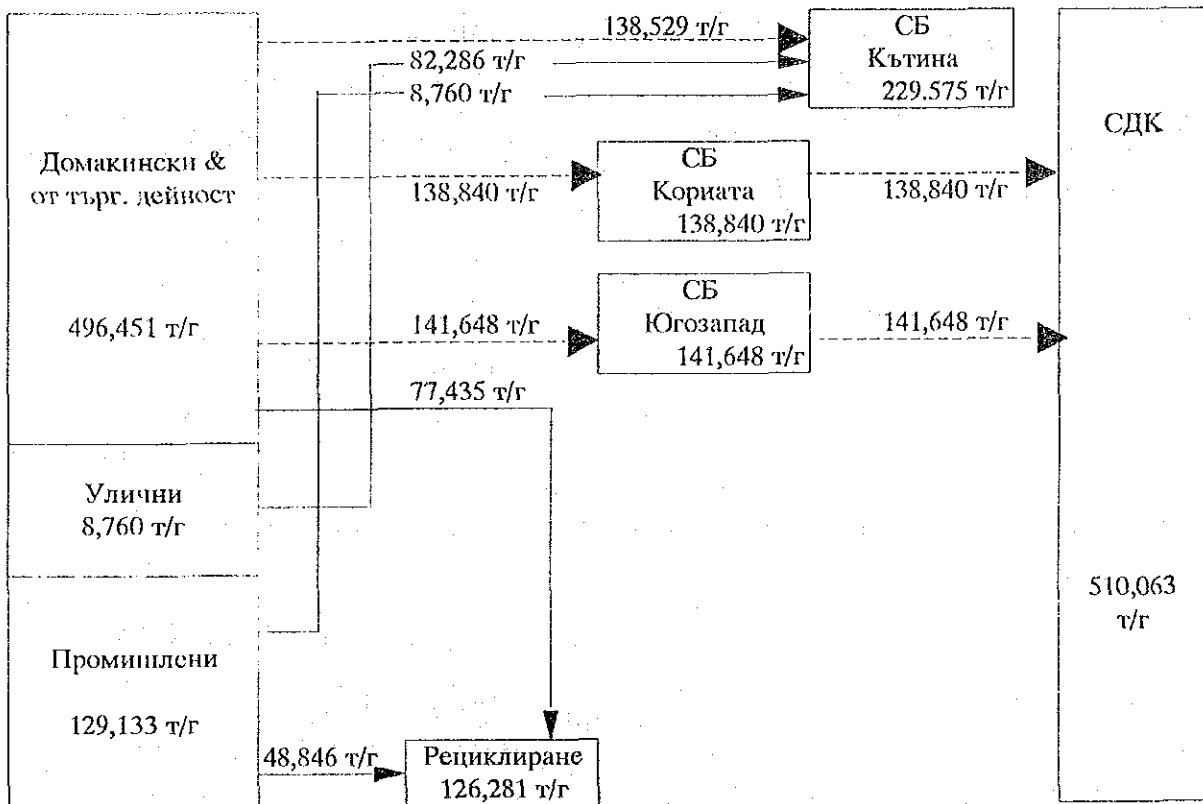 138,529 т/г
СБ
Кътина
229.575 т/г
82,286 т/г
8,760 т/г
СДК
Домакински &
от търг. дейност
496,451 т/г
138,840 т/г
СБ
Кориата
138,840 т/г
138,840 т/г
141,648 т/г
СБ
Югозапад
141,648 т/г
141,648 т/г
77,435 т/г
Улични
8,760 т/г
510,063
т/г
Промишлени
129,133 т/г
48,846 т/г
Рециклиране
126,281 т/г